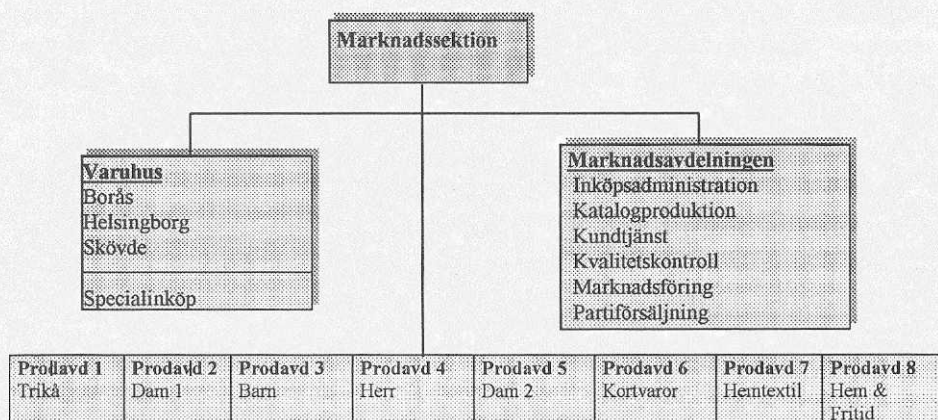 Marknadssektion
Varuhus
Borås
Helsingborg
Skövde
Specialinköp
Marknadsavdelningen
Inköpsadministration
Katalogproduktion
Kundtjänst
Kvalitetskontroll
Marknadsföring
Partiförsäljning
Prodavd 1 Prodavd 2 Prodavd 3 Prodavd 4 Prodavd 5 Prodavd 6 Prodavd 7 Prodavd 8
Trikå Dam 1 Barn Herr Dam 2 Kortvaror Hemtextil Hem &
Fritid